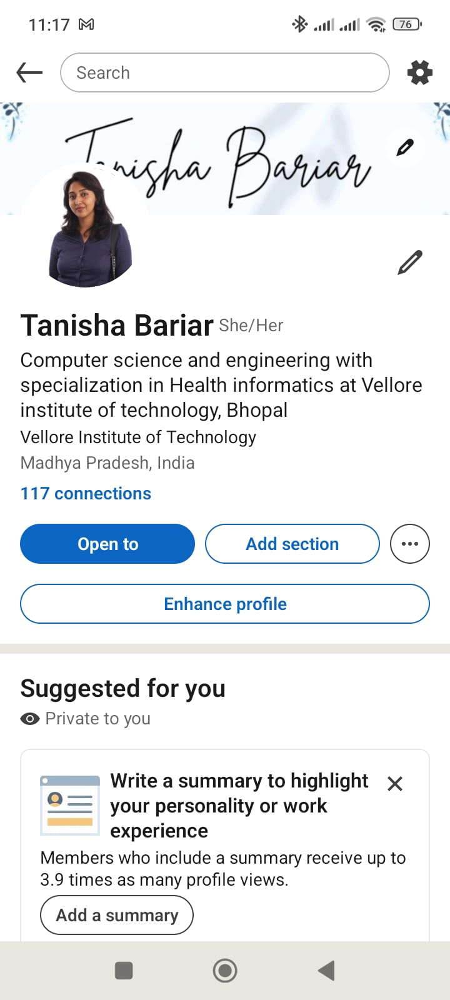 11:17
76
Search
Tanisha Bariar
Tanisha Bariar She/Her
Computer science and engineering with
specialization in Health informatics at Vellore
institute of technology, Bhopal
Vellore Institute of Technology
Madhya Pradesh, India
117 connections
Open to
Add section
Enhance profile
Suggested for you
Private to you
Write a summary to highlight
your personality or work
experience
Members who include a summary receive up to
3.9 times as many profile views.
Add a summary